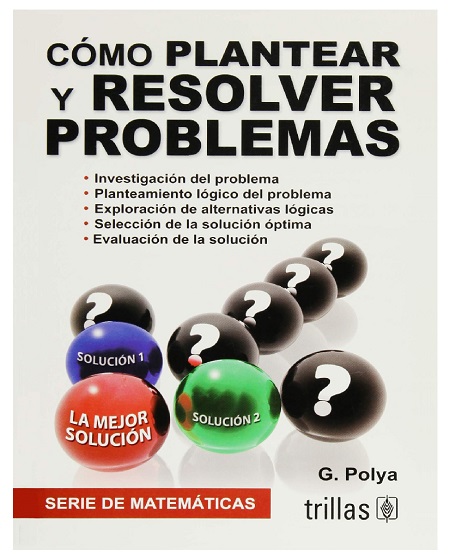 CÓMO PLANTEAR
Y RESOLVER
PROBLEMAS
• Investigación del problema
• Planteamiento lógico del problema
• Exploración de alternativas lógicas
• Selección de la solución óptima
• Evaluación de la solución
?
?
?
?
?
?
SOLUCIÓN 1
LA MEJOR
SOLUCIÓN
SOLUCIÓN 2
G. Polya
SERIE DE MATEMÁTICAS
trillas